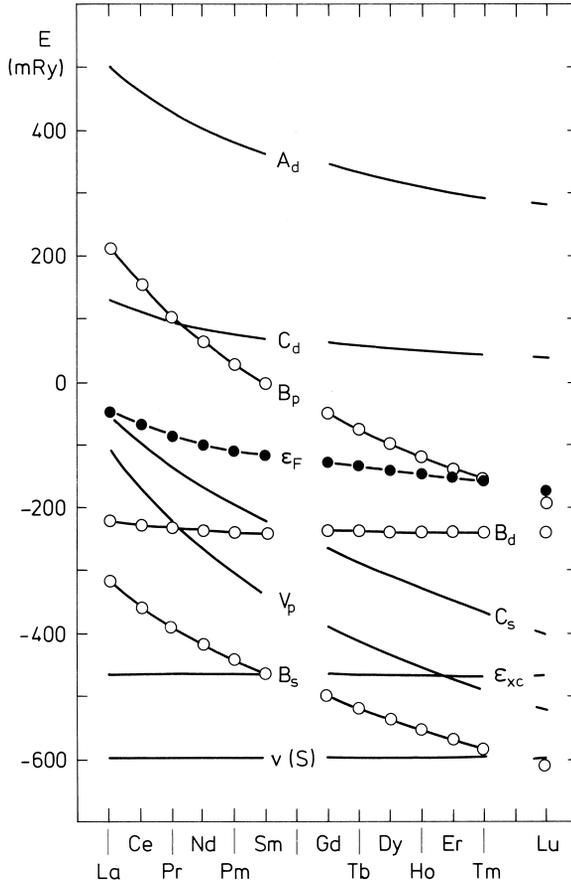 E
(mRy)
400
200
0
-200
-400
-600
A_d
C_d
B_p
ε_F
B_d
V_p
C_s
B_s
ε_xc
v(S)
Ce Nd Sm Gd Dy Er Lu
La Pr Pm Tb Ho Tm